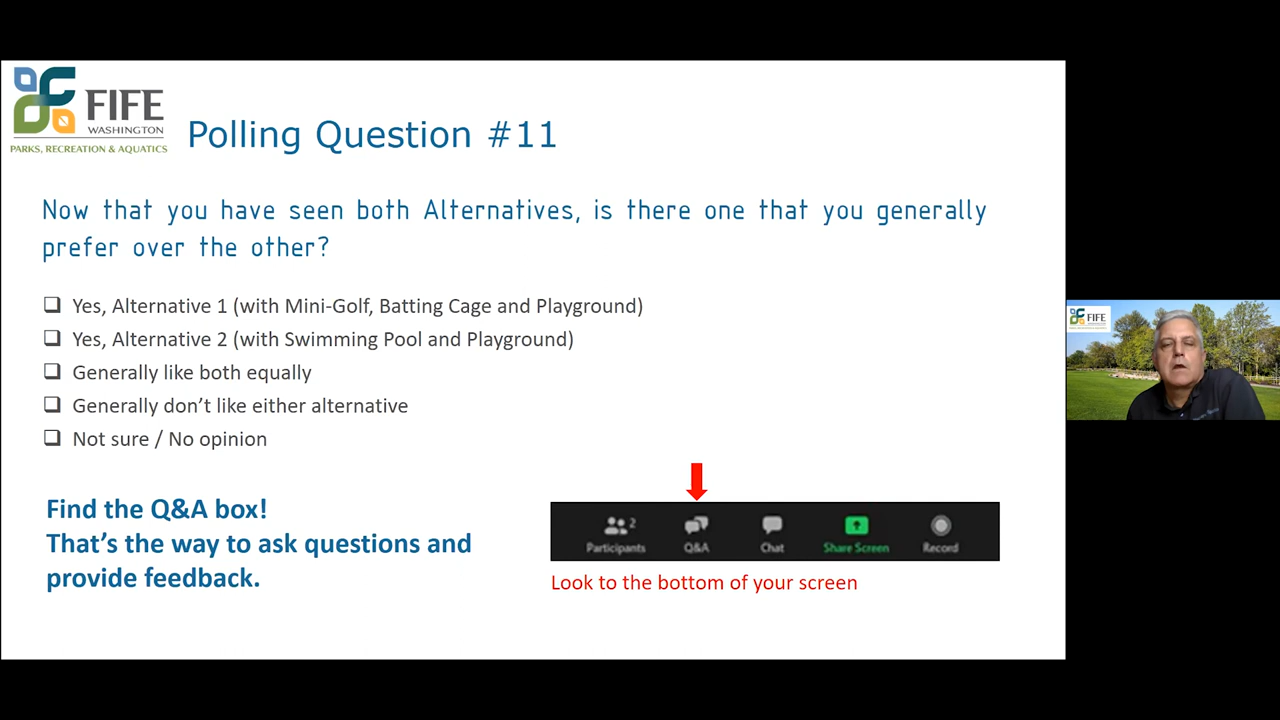 FIFE
WASHINGTON
PARKS, RECREATION & AQUATICS
Polling Question #11
Now that you have seen both Alternatives, is there one that you generally
prefer over the other?
❑ Yes, Alternative 1 (with Mini-Golf, Batting Cage and Playground)
❑ Yes, Alternative 2 (with Swimming Pool and Playground)
❑ Generally like both equally
❑ Generally don’t like either alternative
❑ Not sure / No opinion
Find the Q&A box!
That’s the way to ask questions and
provide feedback.
2
Participants Q&A Chat Share Screen Record
Look to the bottom of your screen
FIFE